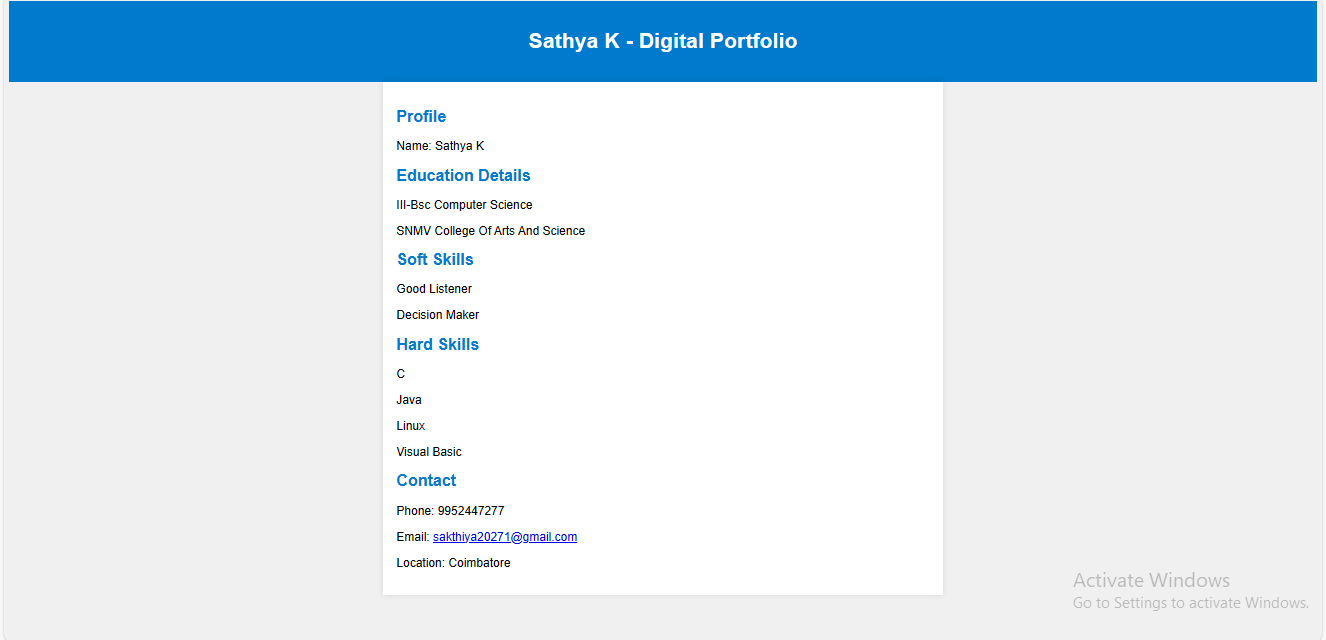 Sathya K - Digital Portfolio
Profile
Name: Sathya K
Education Details
III-Bsc Computer Science
SNMV College Of Arts And Science
Soft Skills
Good Listener
Decision Maker
Hard Skills
C
Java
Linux
Visual Basic
Contact
Phone: 9952447277
Email: sakthiya20271@gmail.com
Location: Coimbatore
Activate Windows
Go to Settings to activate Windows.